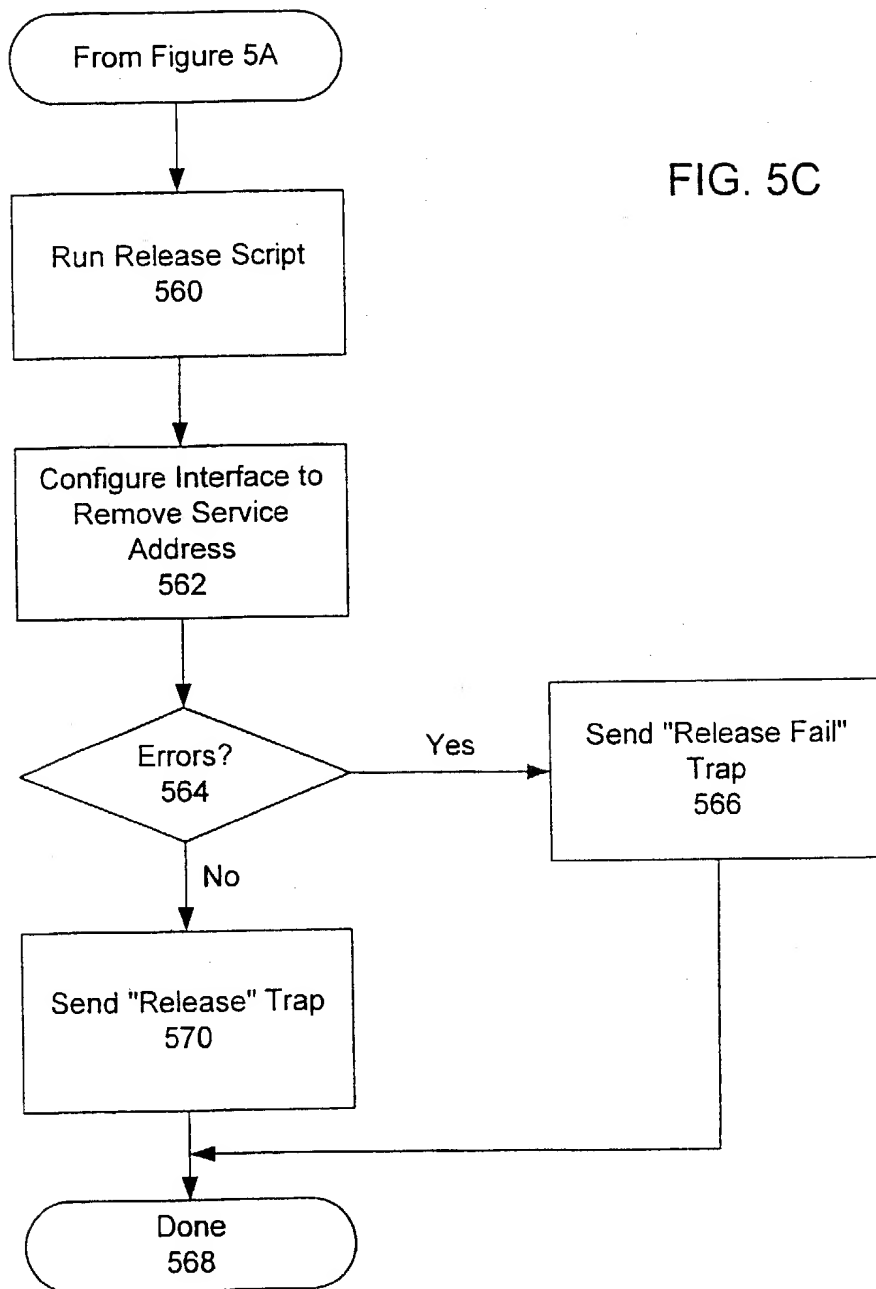 From Figure 5A
FIG. 5C
Run Release Script
560
Configure Interface to
Remove Service
Address
562
Errors?
564
Yes
Send "Release Fail"
Trap
566
No
Send "Release" Trap
570
Done
568